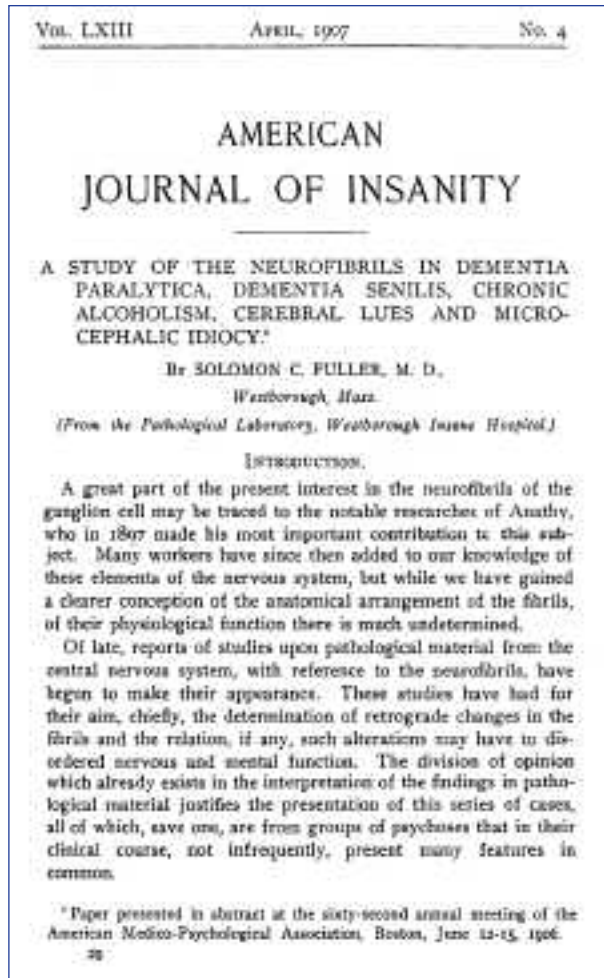 VOL. LXIII APRIL, 1907 No. 4
AMERICAN
JOURNAL OF INSANITY
A STUDY OF THE NEUROFIBRILS IN DEMENTIA
PARALYTICA, DEMENTIA SENILIS, CHRONIC
ALCOHOLISM, CEREBRAL LUES AND MICRO-
CEPHALIC IDIOCY.*
BY SOLOMON C. FULLER, M. D.,
Westborough, Mass.
(From the Pathological Laboratory, Westborough Insane Hospital.)
INTRODUCTION.
A great part of the present interest in the neurofibrils of the
ganglion cell may be traced to the notable researches of Apathy,
who in 1897 made his most important contribution to this sub-
ject. Many workers have since then added to our knowledge of
these elements of the nervous system, but while we have gained
a clearer conception of the anatomical arrangement of the fibrils,
of their physiological function there is much undetermined.
Of late, reports of studies upon pathological material from the
central nervous system, with reference to the neurofibrils, have
begun to make their appearance. These studies have had for
their aim, chiefly, the determination of retrograde changes in the
fibrils and the relation, if any, such alterations may have to dis-
ordered nervous and mental function. The division of opinion
which already exists in the interpretation of the findings in patho-
logical material justifies the presentation of this series of cases,
all of which, save one, are from groups of psychoses that in their
clinical course, not infrequently, present many features in
common.
*Paper presented in abstract at the sixty-second annual meeting of the
American Medico-Psychological Association, Boston, June 12-15, 1906.
29